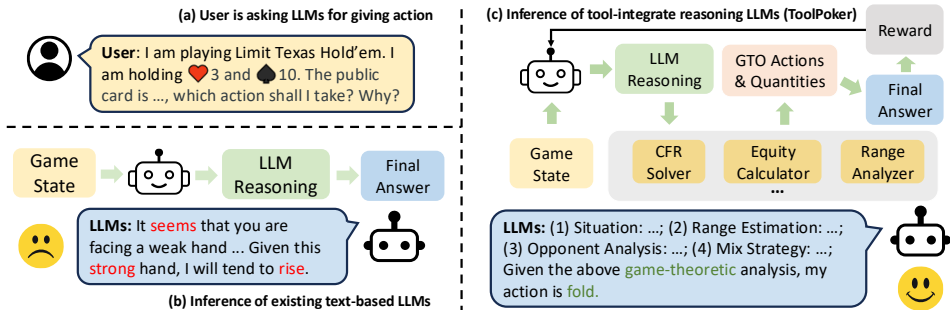 (a) User is asking LLMs for giving action
User: I am playing Limit Texas Hold'em. I
am holding ♥3 and ♠10. The public
card is ..., which action shall I take? Why?
Game
State
LLM
Reasoning
Final
Answer
LLMs: It seems that you are
facing a weak hand ... Given this
strong hand, I will tend to rise.
(b) Inference of existing text-based LLMs
(c) Inference of tool-integrate reasoning LLMs (ToolPoker)
Reward
LLM
Reasoning
GTO Actions
& Quantities
Final
Answer
Game
State
CFR
Solver
Equity
Calculator
Range
Analyzer
...
LLMs: (1) Situation: ...; (2) Range Estimation: ...;
(3) Opponent Analysis: ...; (4) Mix Strategy: ...;
Given the above game-theoretic analysis, my
action is fold.